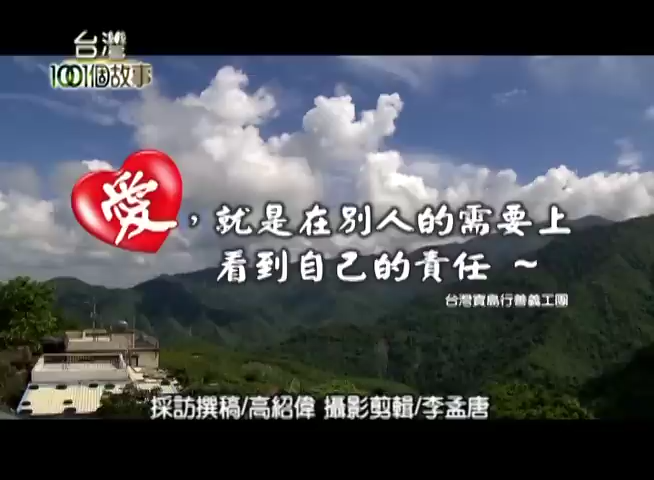 台灣
1001個故事
愛，就是在別人的需要上
看到自己的責任 ~
台灣寶島行善義工團
採訪撰稿/高紹偉 攝影剪輯/李孟唐